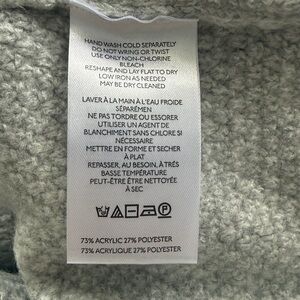 HAND WASH COLD SEPARATELY
DO NOT WRING OR TWIST
USE ONLY NON-CHLORINE
BLEACH
RESHAPE AND LAY FLAT TO DRY
LOW IRON AS NEEDED
MAY BE DRY CLEANED
LAVER À LA MAIN À L'EAU FROIDE
SÉPARÉMEN
NE PAS TORDRE OU ESSORER
UTILISER UN AGENT DE
BLANCHIMENT SANS CHLORE SI
NÉCESSAIRE
METTRE EN FORME ET SECHER
À PLAT
REPASSER, AU BESOIN, À TRÉS
BASSE TEMPÉRATURE
PEUT-ÊTRE ÊTRE NETTOYÉE
À SEC
73% ACRYLIC 27% POLYESTER
73% ACRYLIQUE 27% POLYESTER